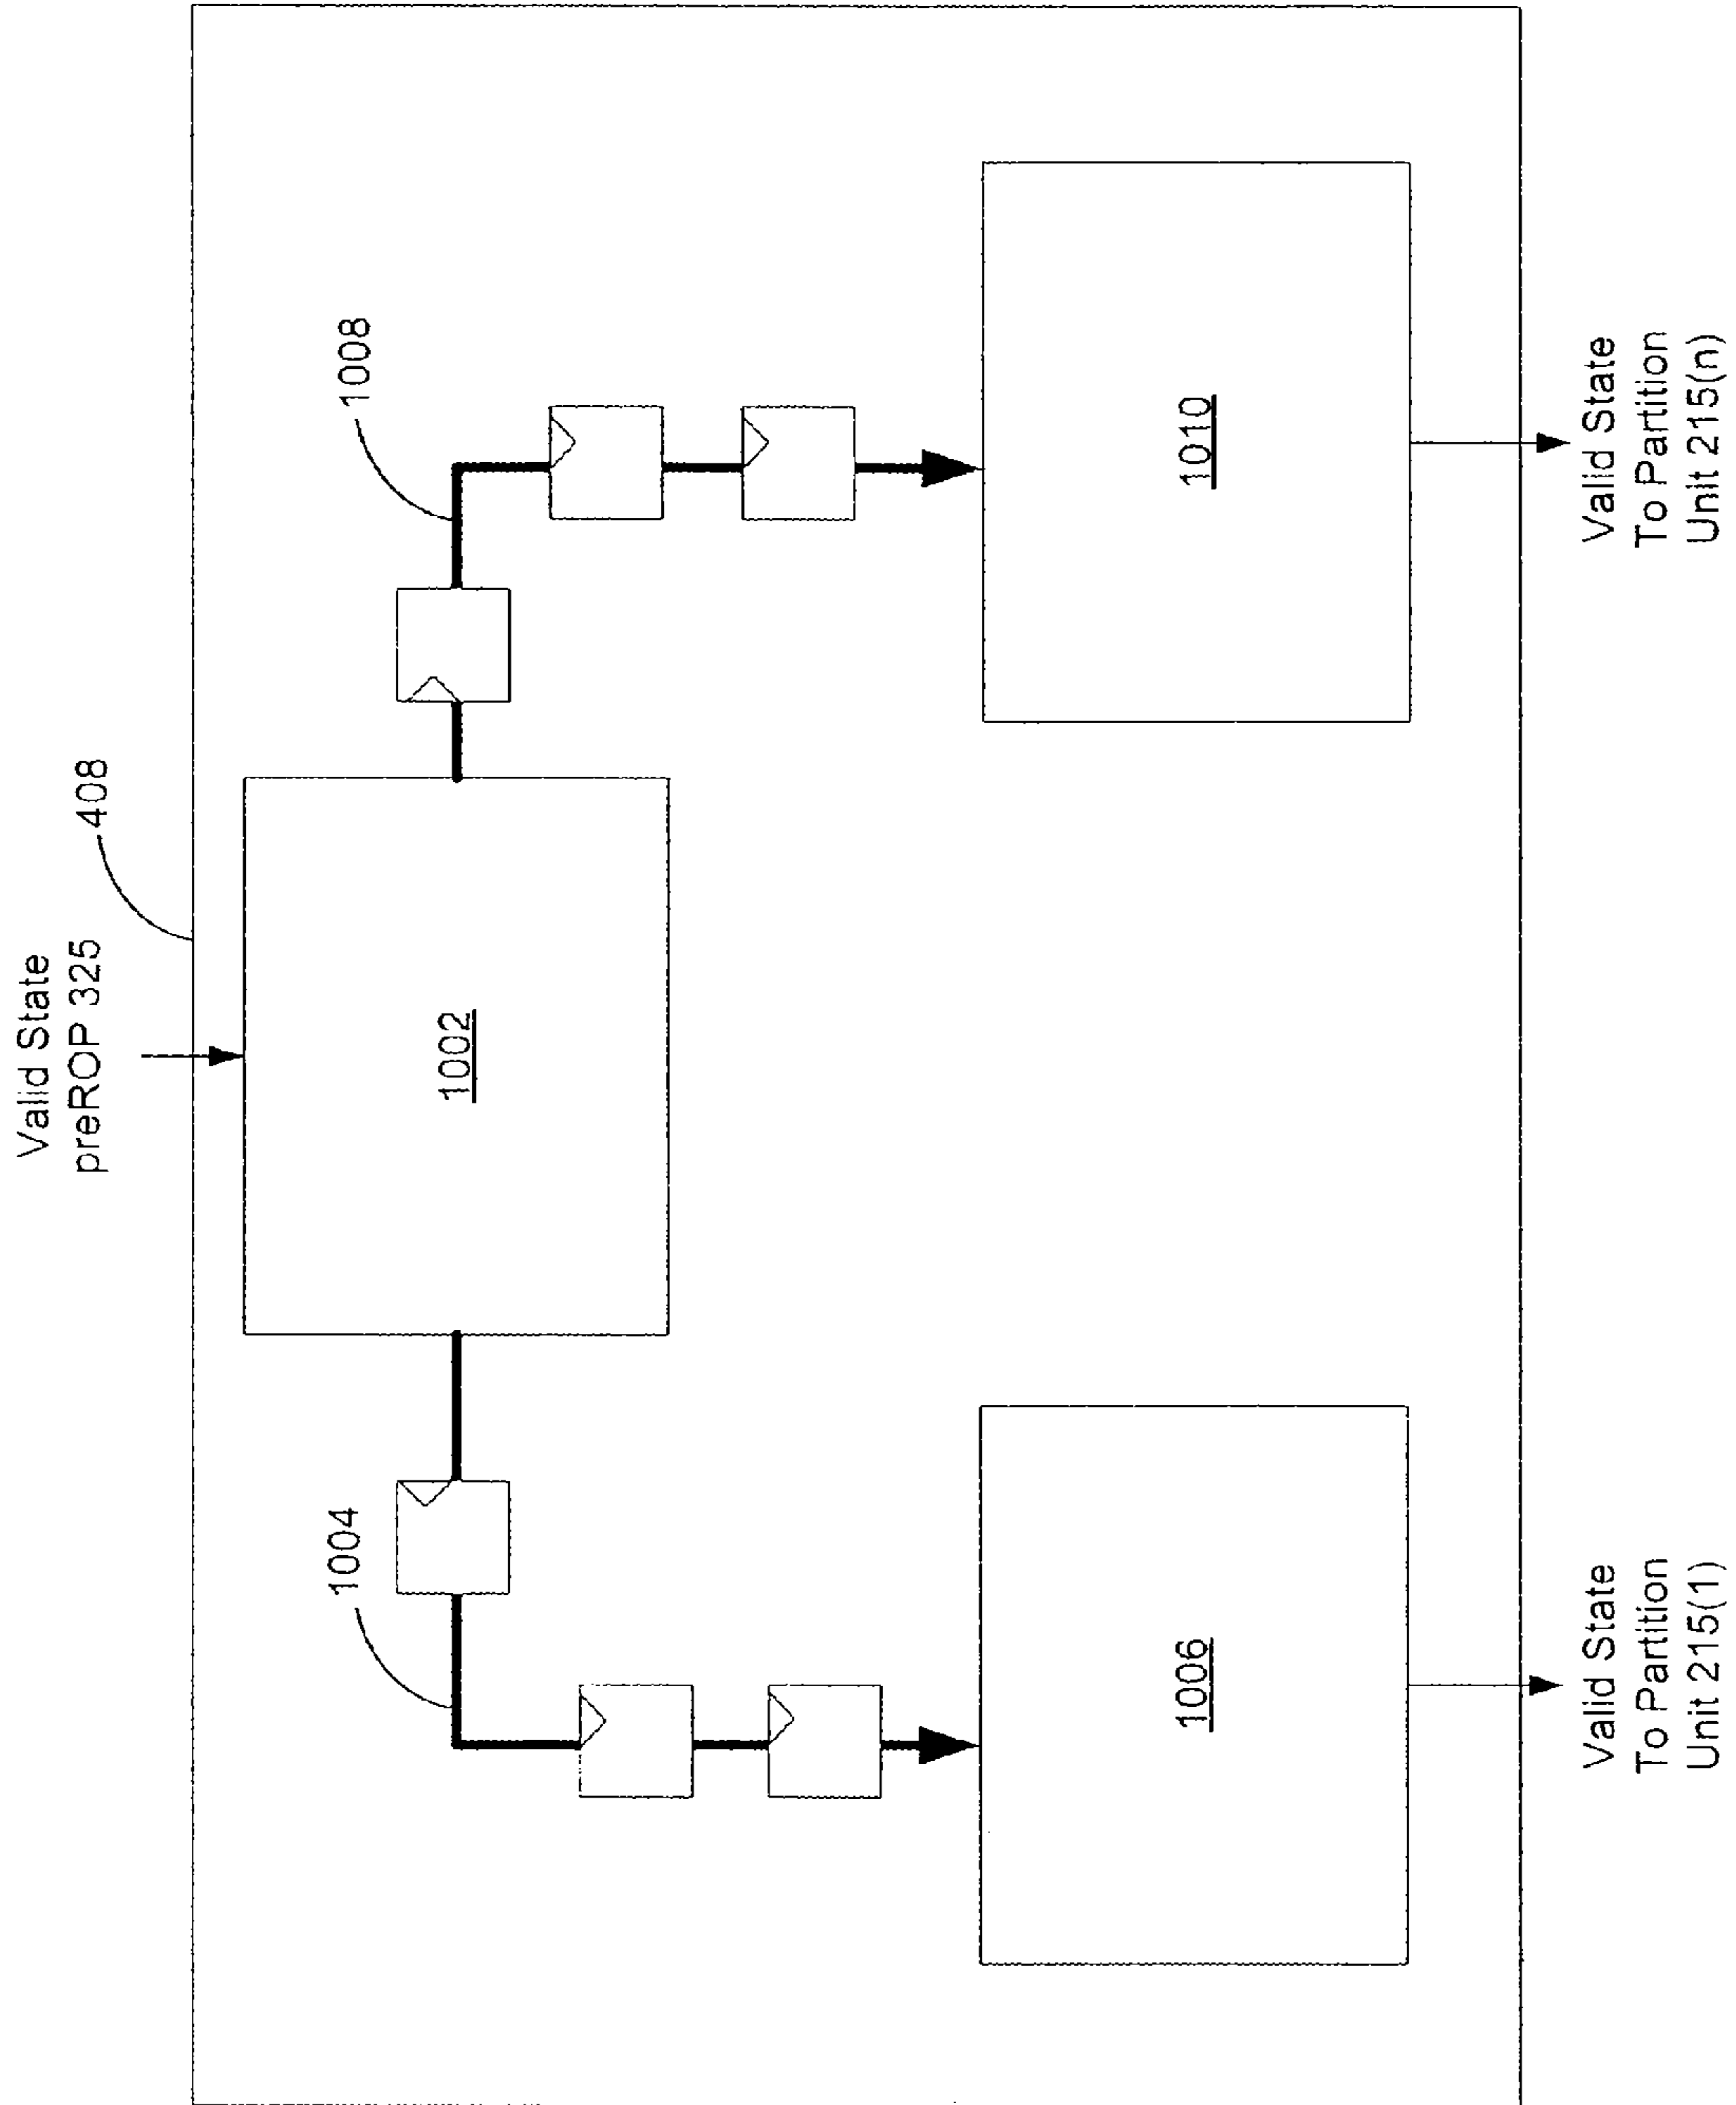 Valid State
preROP 325
408
1002
1004
1008
1006
1010
Valid State
To Partition
Unit 215(1)
Valid State
To Partition
Unit 215(n)